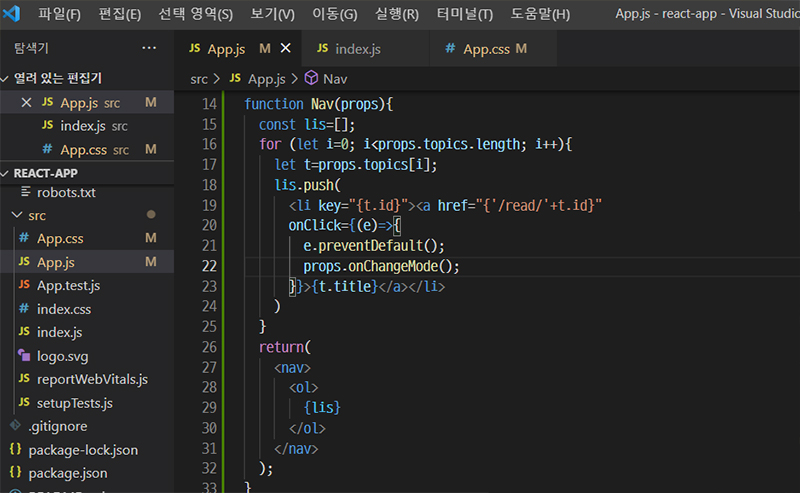 파일(F) 편집(E) 선택 영역(S) 보기(V) 이동(G) 실행(R) 터미널(T) 도움말(H) App.js - react-app - Visual Studio
탐색기 ···
JS App.js M × JS index.js # App.css M
src > JS App.js > Nav
열려 있는 편집기
× JS App.js src M
JS index.js src
# App.css src M
REACT-APP
robots.txt
src
# App.css M
JS App.js M
JS App.test.js
# index.css
JS index.js
logo.svg
JS reportWebVitals.js
JS setupTests.js
.gitignore
{} package-lock.json
{} package.json
14 function Nav(props){
15 const lis=[];
16 for (let i=0; i<props.topics.length; i++){
17 let t=props.topics[i];
18 lis.push(
19 <li key="{t.id}"><a href="{'/read/'+t.id}"
20 onClick={(e)=>{
21 e.preventDefault();
22 props.onChangeMode();
23 }}>{t.title}</a></li>
24 )
25 }
26 return(
27 <nav>
28 <ol>
29 {lis}
30 </ol>
31 </nav>
32 );
33 }